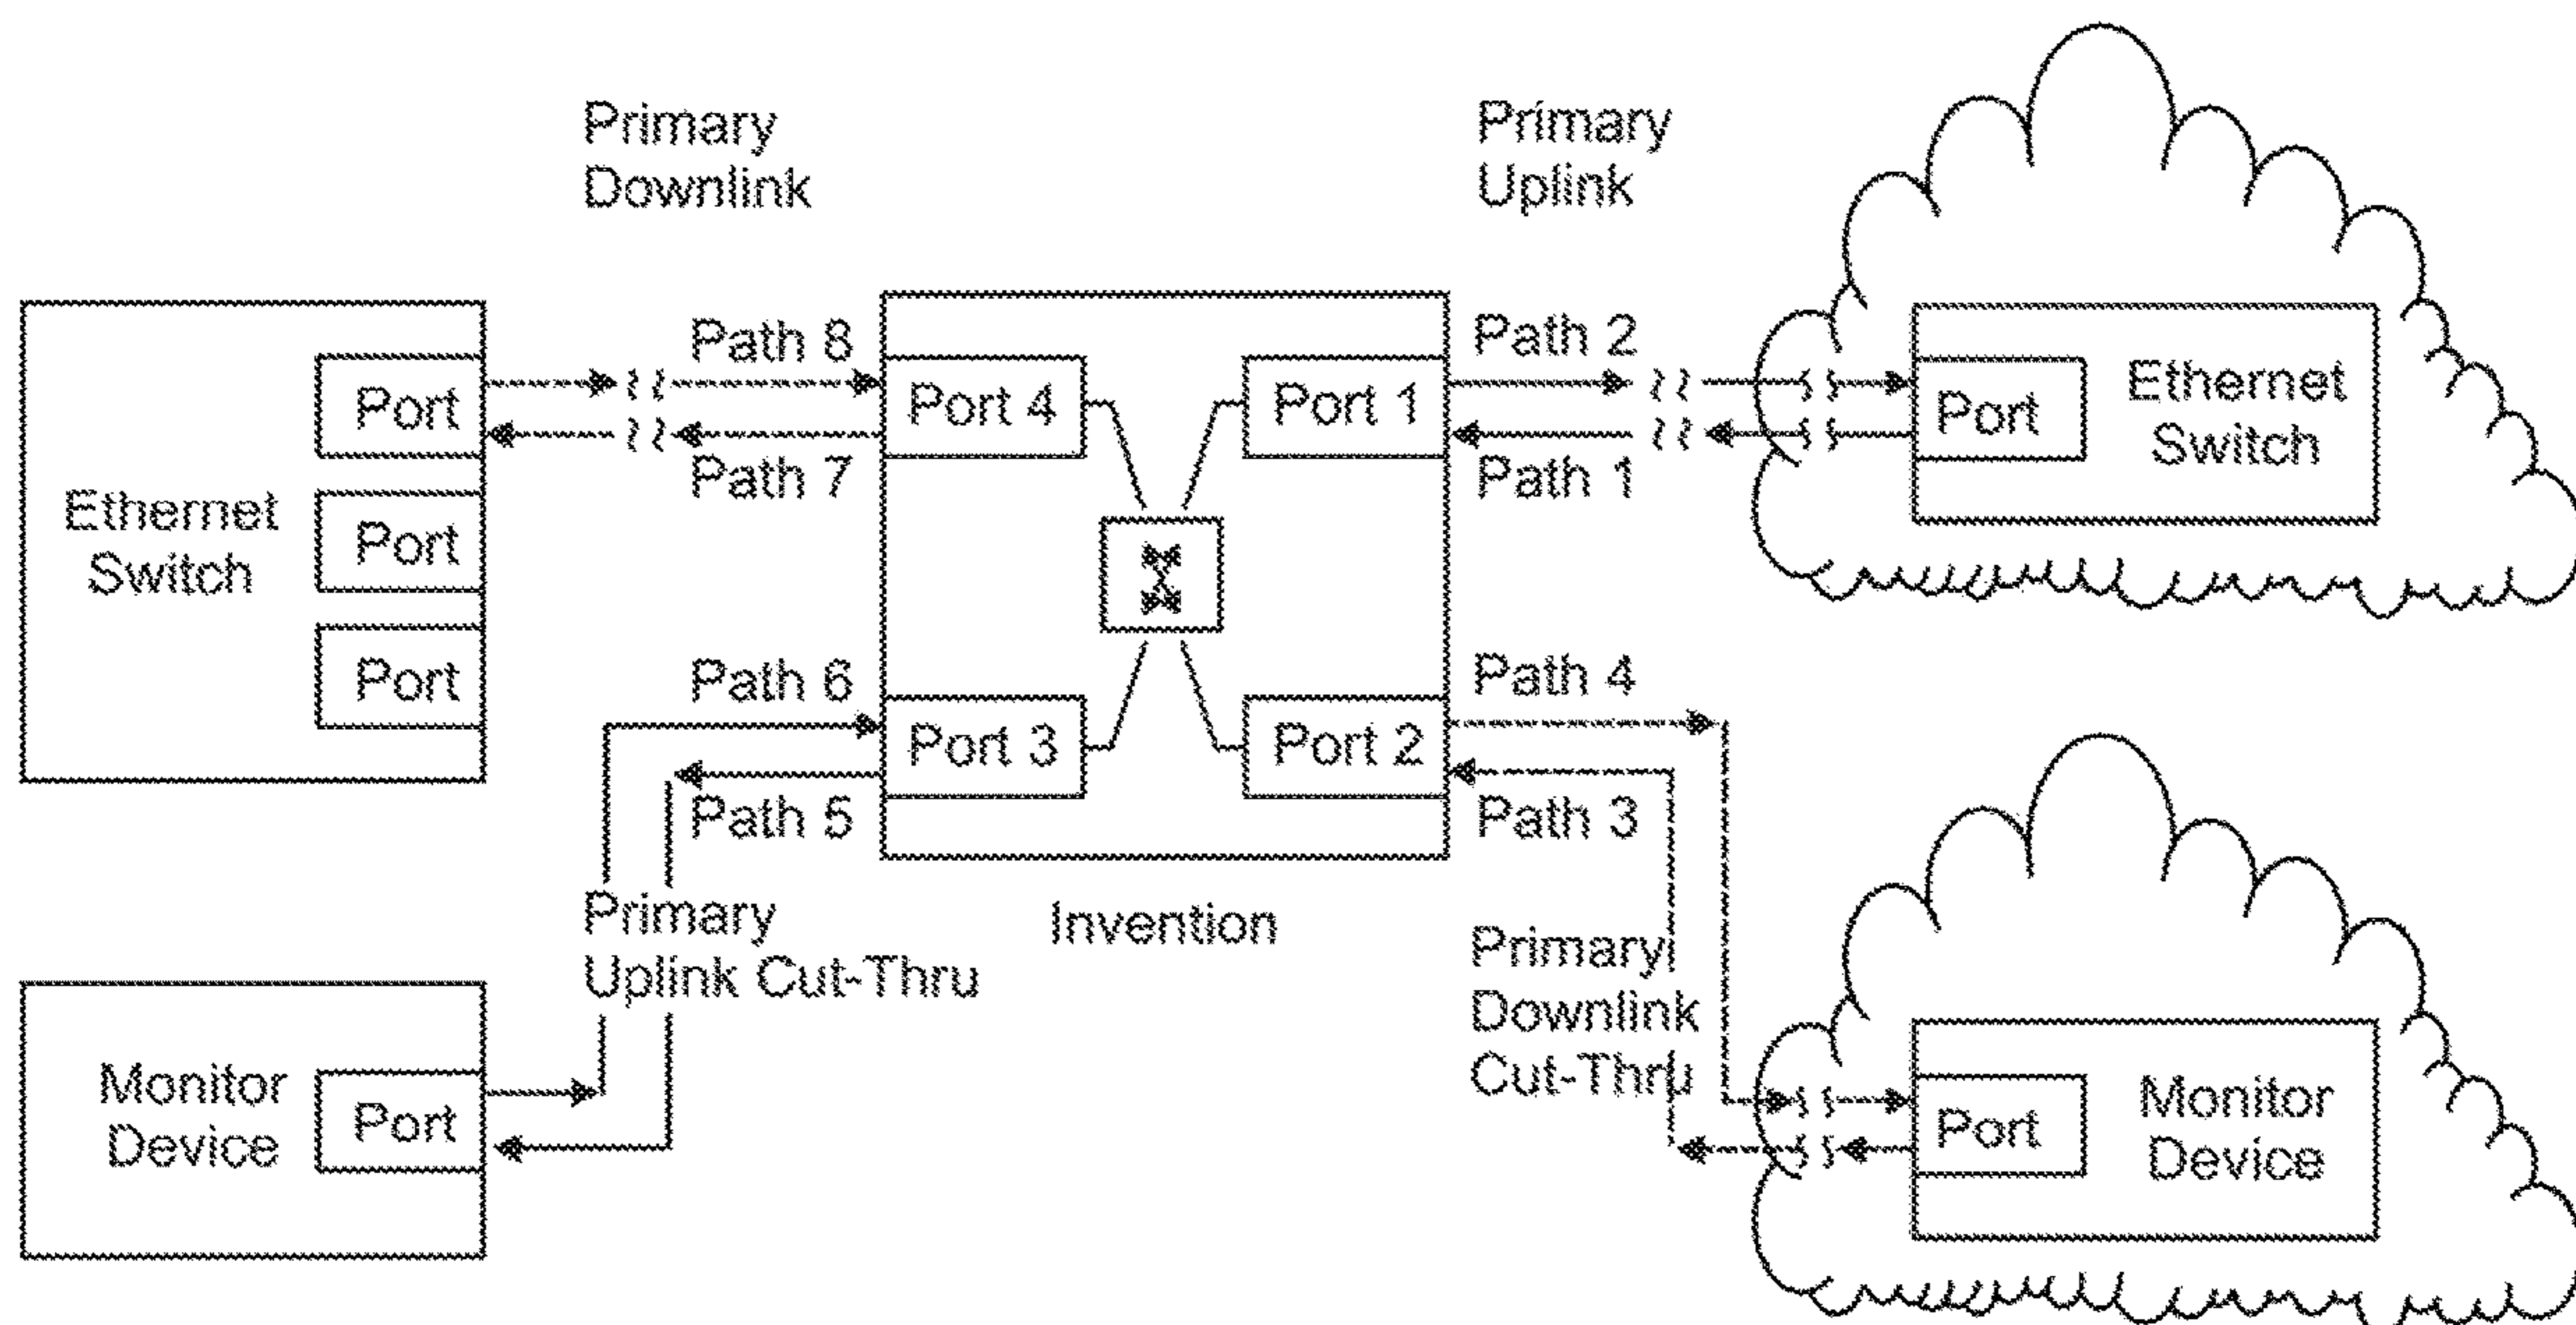 Primary
Downlink
Primary
Uplink
Path 8
Path 7
Path 2
Path 1
Ethernet
Switch
Port
Port
Port
Port 4
Port 1
Port 3
Port 2
Port
Ethernet
Switch
Path 6
Path 5
Path 4
Path 3
Primary
Uplink Cut-Thru
Invention
Primary
Downlink
Cut-Thru
Monitor
Device
Port
Port
Monitor
Device